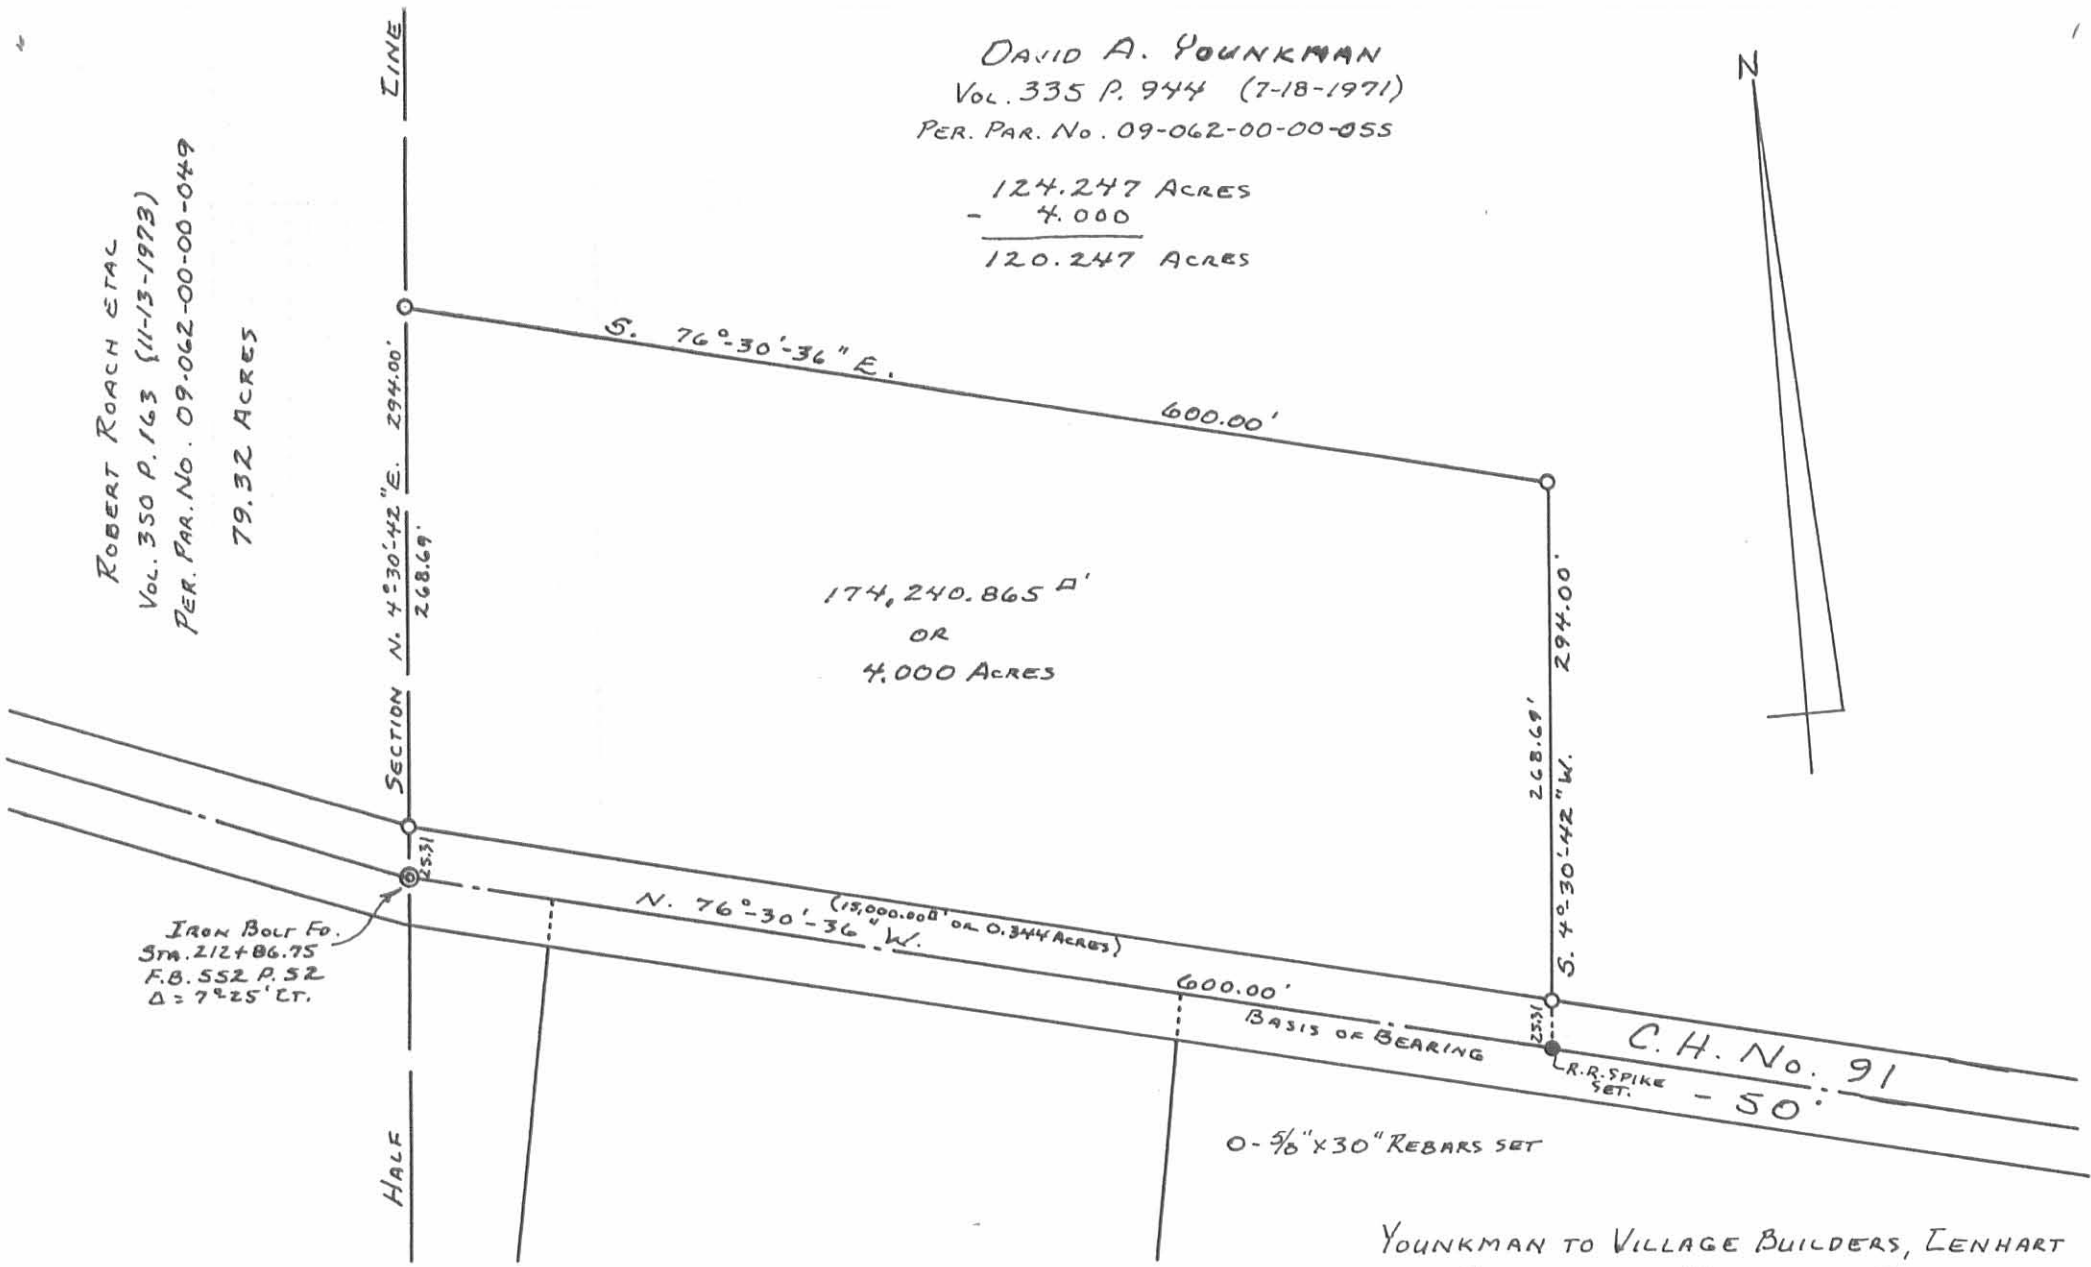 DAVID A. YOUNKMAN
VOL. 335 P. 944 (7-18-1971)
PER. PAR. NO. 09-062-00-00-055
124.247 ACRES
- 4.000
120.247 ACRES
N
LINE
ROBERT ROACH ETAL
VOL. 350 P. 163 (11-13-1973)
PER. PAR. NO. 09-062-00-00-049
79.32 ACRES
S. 76°-30'-36" E.
600.00'
SECTION N. 4°-30'-42" E. 294.00'
268.69'
174,240.865 □'
OR
4.000 ACRES
268.69'
S. 4°-30'-42" W. 294.00'
25.31
IRON BOLT FD.
STA. 212+86.75
F.B. 552 P. 52
Δ = 7°-25' LT.
(15,000.00□' OR 0.344 ACRES)
N. 76°-30'-36" W.
600.00'
BASIS OF BEARING
25.31
R.R. SPIKE
SET.
C. H. No. 91
- 50'
HALF
O - 5/8" X 30" REBARS SET
YOUNKMAN TO VILLAGE BUILDERS, LENHART